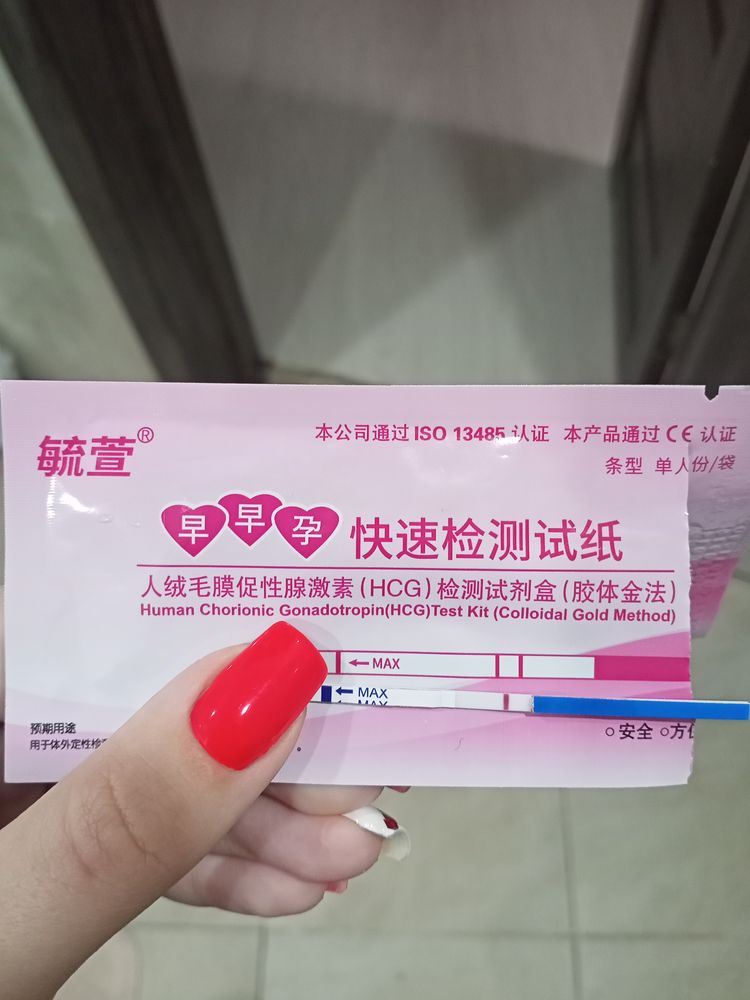 毓萱®
本公司通过 ISO 13485 认证 本产品通过 CE 认证
条型 单人份/袋
早早孕 快速检测试纸
人绒毛膜促性腺激素(HCG)检测试剂盒(胶体金法)
Human Chorionic Gonadotropin(HCG)Test Kit (Colloidal Gold Method)
MAX
MAX
MAX
预期用途
用于体外定性检
安全 方便